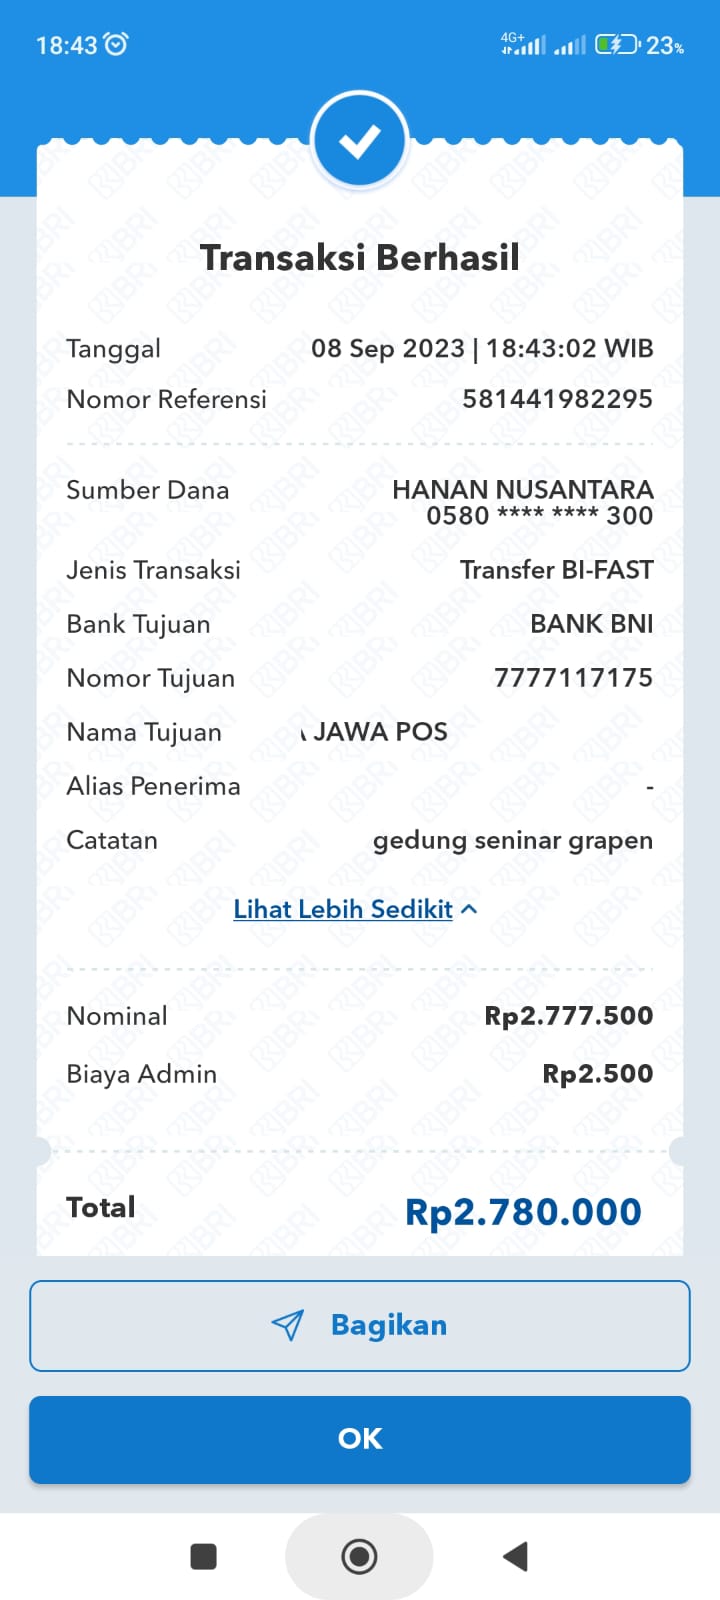 18:43 4G+ 23%
Transaksi Berhasil
Tanggal 08 Sep 2023 | 18:43:02 WIB
Nomor Referensi 581441982295
Sumber Dana HANAN NUSANTARA
0580 **** **** 300
Jenis Transaksi Transfer BI-FAST
Bank Tujuan BANK BNI
Nomor Tujuan 7777117175
Nama Tujuan JAWA POS
Alias Penerima -
Catatan gedung seninar grapen
Lihat Lebih Sedikit
Nominal Rp2.777.500
Biaya Admin Rp2.500
Total Rp2.780.000
Bagikan
OK